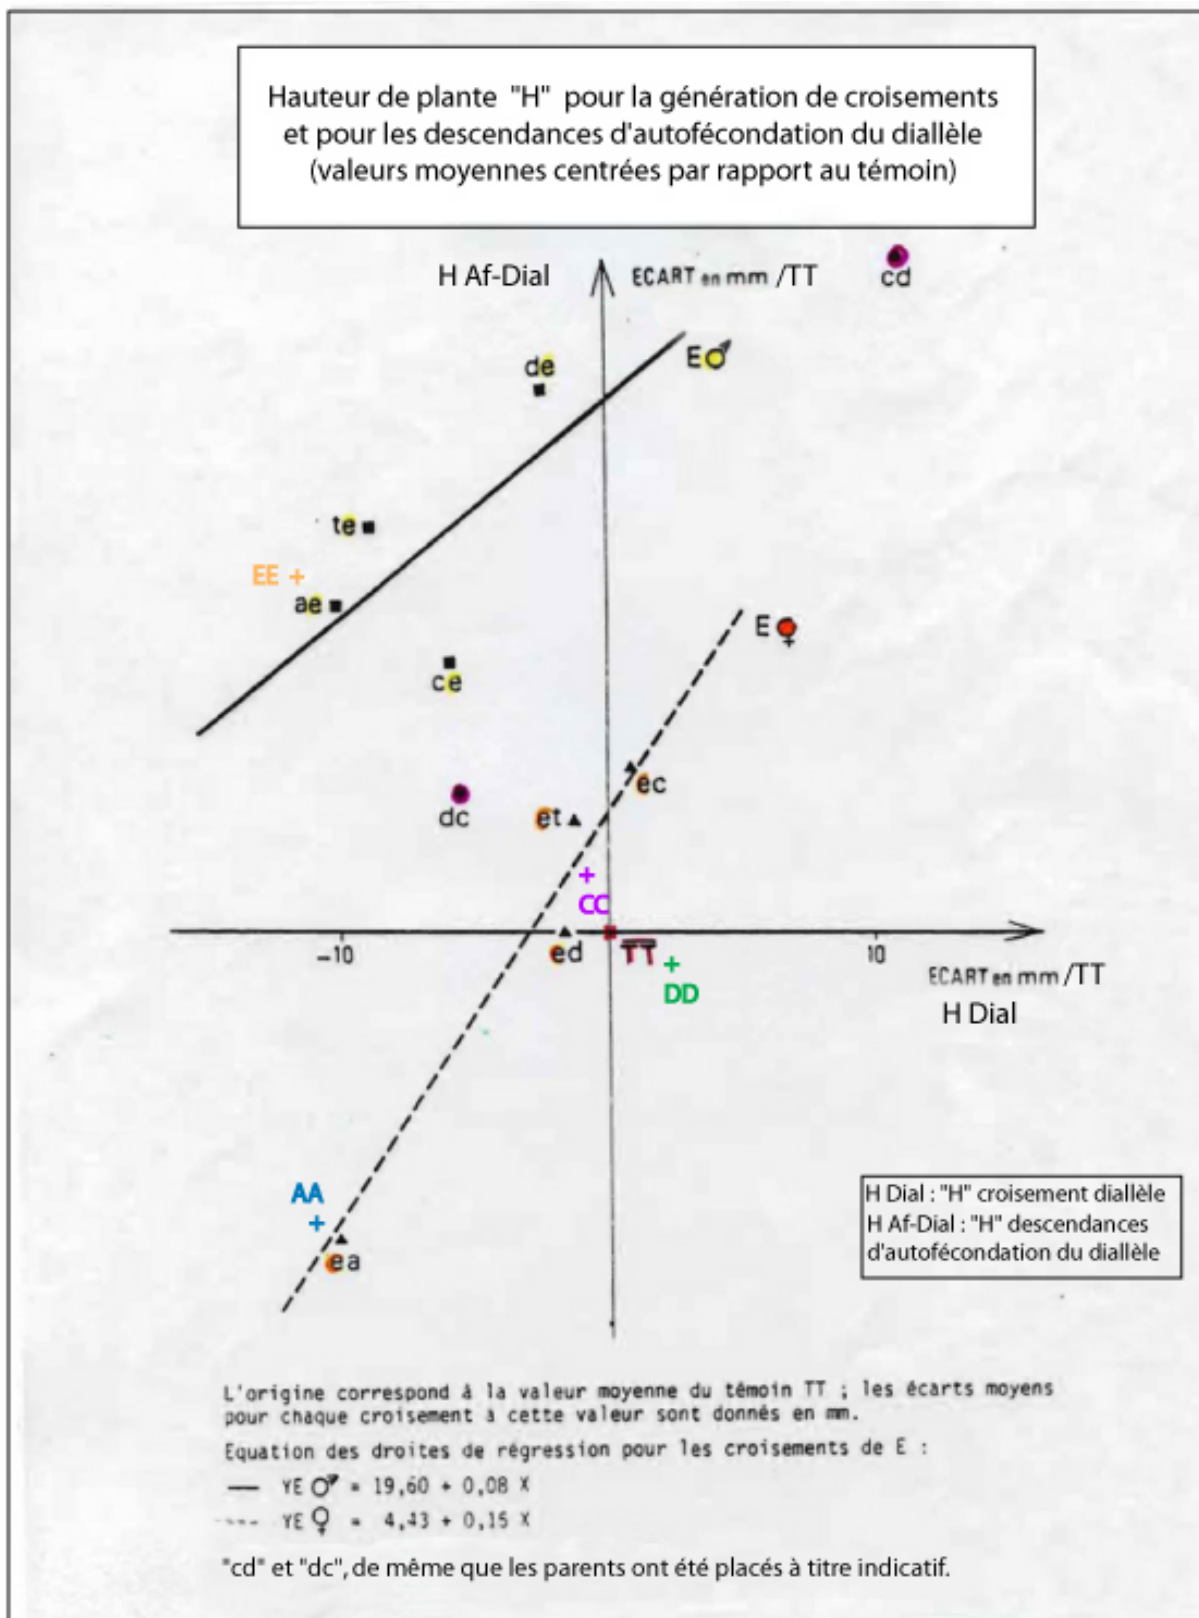 Hauteur de plante "H" pour la génération de croisements
et pour les descendances d'autofécondation du diallèle
(valeurs moyennes centrées par rapport au témoin)
H Af-Dial
ECART en mm /TT
cd
E♂
de
te
EE +
ae
ce
E♀
ec
dc
et
+
CC
-10
ed
TT
+
DD
10
ECART en mm /TT
H Dial
AA
+
ea
H Dial : "H" croisement diallèle
H Af-Dial : "H" descendances
d'autofécondation du diallèle
L'origine correspond à la valeur moyenne du témoin TT ; les écarts moyens
pour chaque croisement à cette valeur sont donnés en mm.
Equation des droites de régression pour les croisements de E :
— YE ♂ = 19,60 + 0,08 X
---- YE ♀ = 4,43 + 0,15 X
"cd" et "dc", de même que les parents ont été placés à titre indicatif.